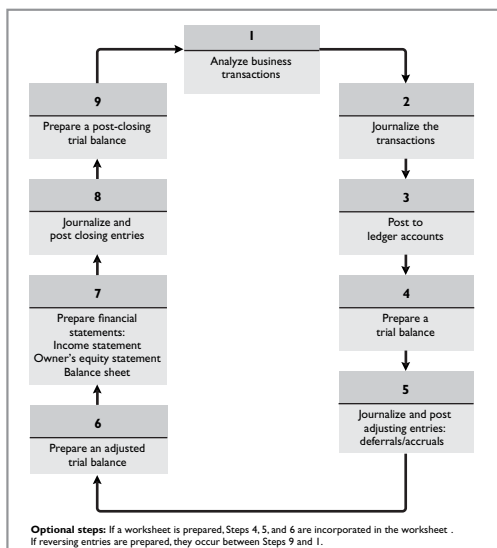 1
Analyze business
transactions
2
Journalize the
transactions
3
Post to
ledger accounts
4
Prepare a
trial balance
5
Journalize and post
adjusting entries:
deferrals/accruals
6
Prepare an adjusted
trial balance
7
Prepare financial
statements:
Income statement
Owner's equity statement
Balance sheet
8
Journalize and
post closing entries
9
Prepare a post-closing
trial balance
Optional steps: If a worksheet is prepared, Steps 4, 5, and 6 are incorporated in the worksheet .
If reversing entries are prepared, they occur between Steps 9 and 1.